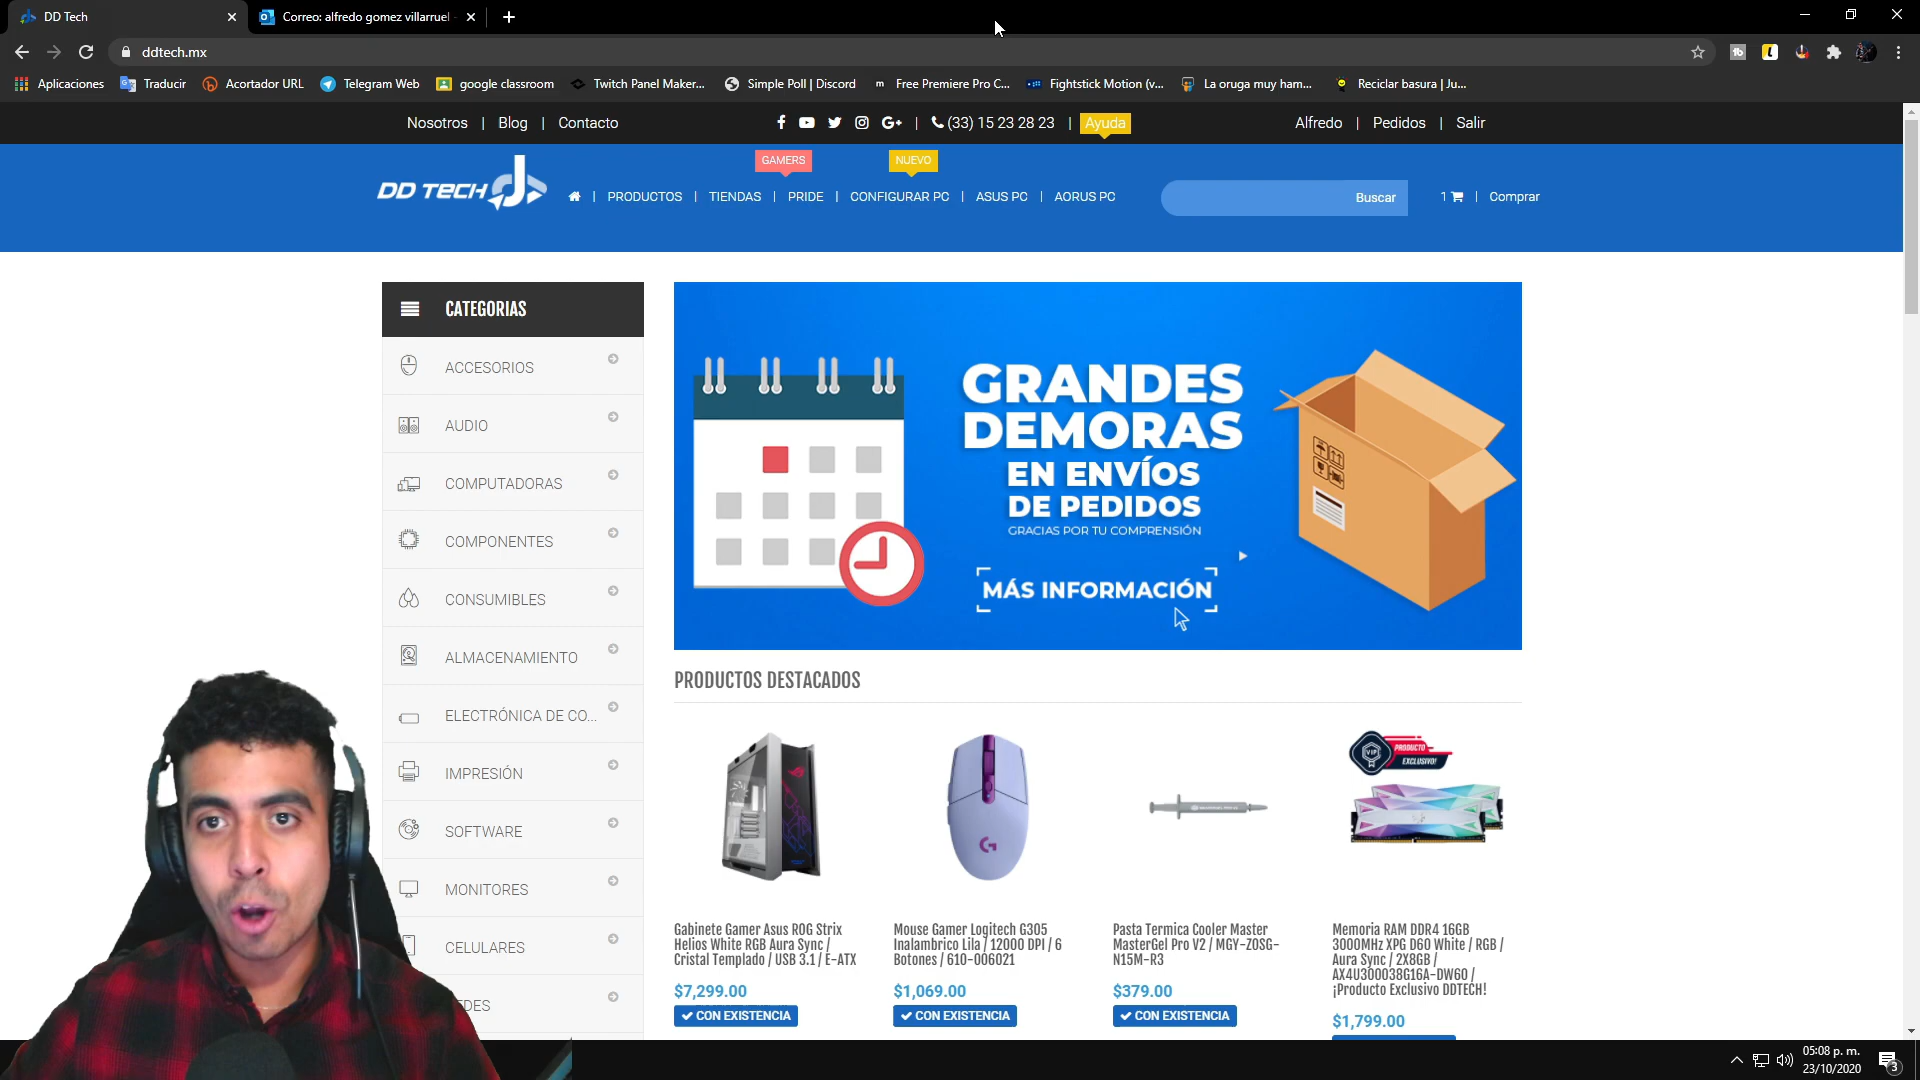 DD Tech
Correo: alfredo gomez villarruel
ddtech.mx
Aplicaciones
Traducir
Acortador URL
Telegram Web
google classroom
Twitch Panel Maker...
Simple Poll | Discord
Free Premiere Pro C...
Fightstick Motion (v...
La oruga muy ham...
Reciclar basura | Ju...
Nosotros | Blog | Contacto
| (33) 15 23 28 23 | Ayuda
Alfredo | Pedidos | Salir
GAMERS
NUEVO
DD TECH
| PRODUCTOS | TIENDAS | PRIDE | CONFIGURAR PC | ASUS PC | AORUS PC
Buscar
1 | Comprar
CATEGORIAS
ACCESORIOS
AUDIO
COMPUTADORAS
COMPONENTES
CONSUMIBLES
ALMACENAMIENTO
ELECTRÓNICA DE CO...
IMPRESIÓN
SOFTWARE
MONITORES
CELULARES
EDES
GRANDES
DEMORAS
EN ENVÍOS
DE PEDIDOS
GRACIAS POR TU COMPRENSIÓN
MÁS INFORMACIÓN
PRODUCTOS DESTACADOS
VIP
PRODUCTO
EXCLUSIVO!
Gabinete Gamer Asus ROG Strix
Helios White RGB Aura Sync /
Cristal Templado / USB 3.1 / E-ATX
$7,299.00
CON EXISTENCIA
Mouse Gamer Logitech G305
Inalambrico Lila / 12000 DPI / 6
Botones / 610-006021
$1,069.00
CON EXISTENCIA
Pasta Termica Cooler Master
MasterGel Pro V2 / MGY-ZOSG-
N15M-R3
$379.00
CON EXISTENCIA
Memoria RAM DDR4 16GB
3000MHz XPG D60 White / RGB /
Aura Sync / 2X8GB /
AX4U300038G16A-DW60 /
¡Producto Exclusivo DDTECH!
$1,799.00
05:08 p. m.
23/10/2020
3